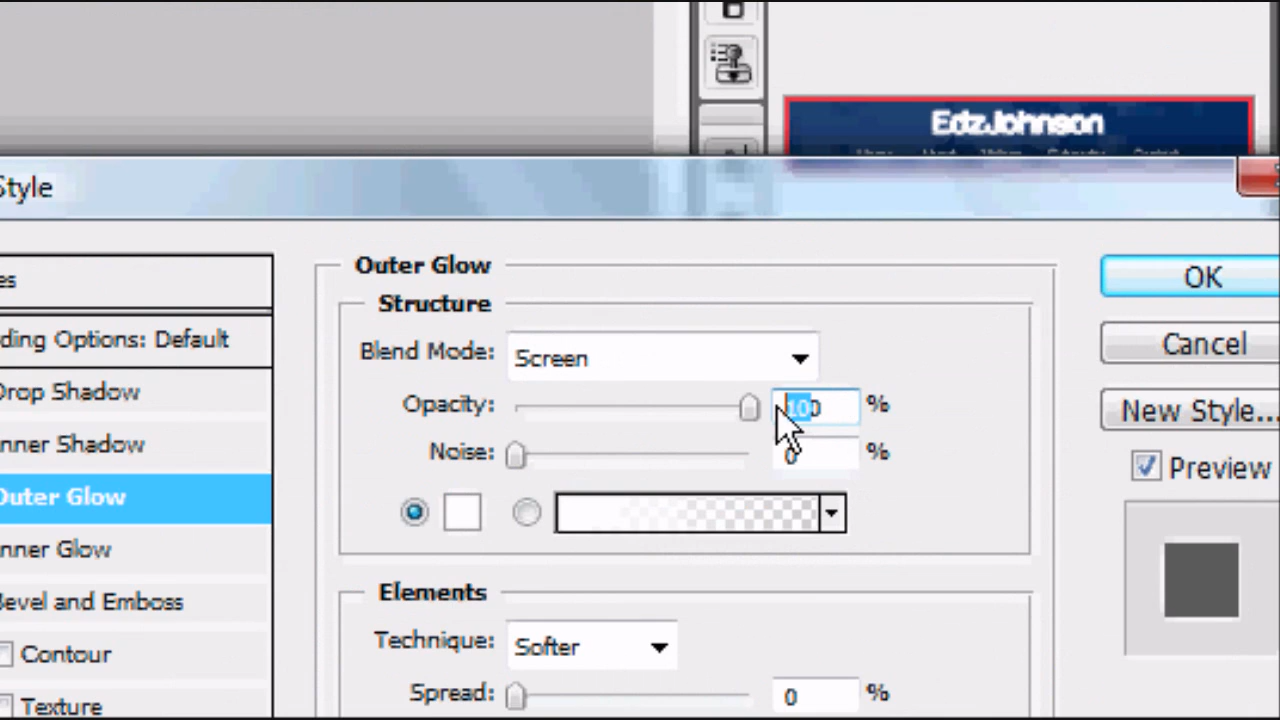 EdzJohnson
Style
es
Outer Glow
Structure
OK
ding Options: Default
Blend Mode: Screen
Cancel
Drop Shadow
Opacity: 100 %
New Style...
nner Shadow
Noise: 0 %
Preview
Outer Glow
nner Glow
Elements
Bevel and Emboss
Technique: Softer
Contour
Spread: 0 %
Texture